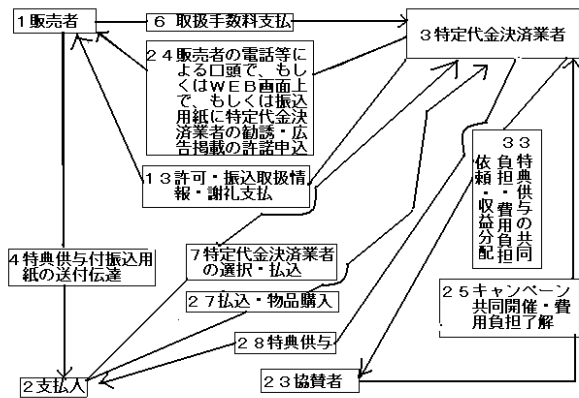 1販売者
6 取扱手数料支払
3特定代金決済業者
24販売者の電話等に
よる口頭で、もし
くはWEB画面上
で、もしくは振込
用紙に特定代金決
済業者の勧誘・広
告掲載の許諾申込
33特典供与の共同
負担・費用負担
依頼・収益分配
13許可・振込取扱情
報・謝礼支払
4特典供与付振込用
紙の送付伝達
7特定代金決済業者
の選択・払込
25キャンペーン
共同開催・費
用負担了解
27払込・物品購入
28特典供与
2支払人
23協賛者